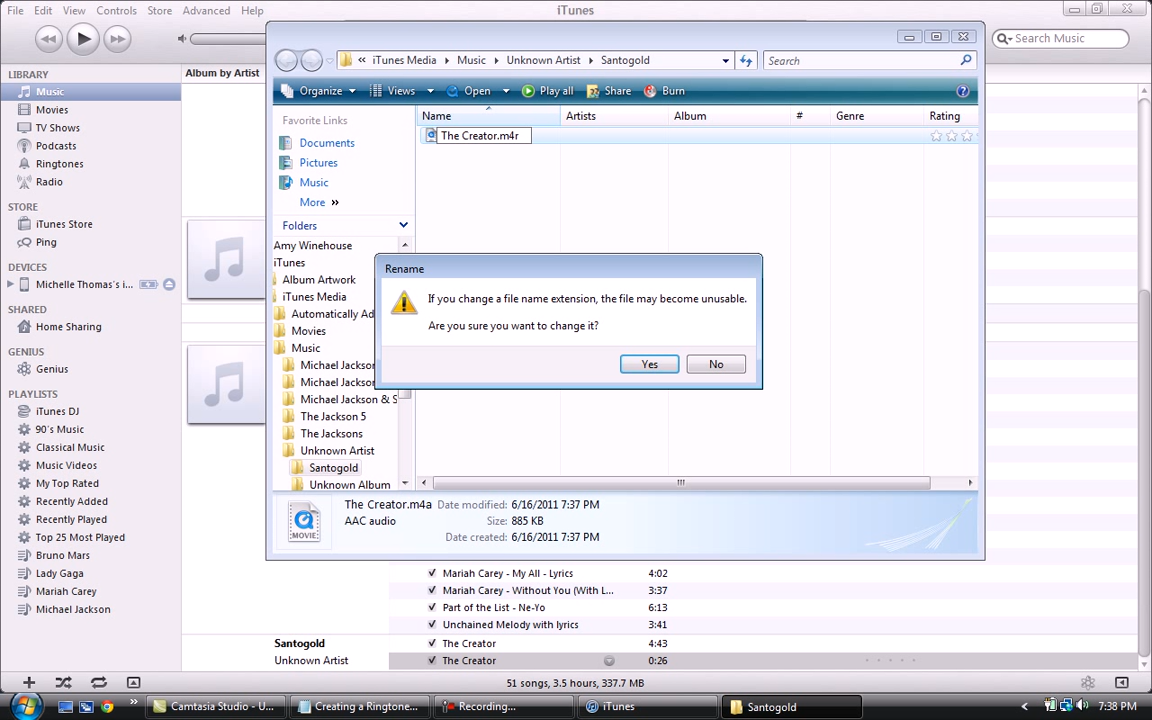 File Edit View Controls Store Advanced Help
iTunes
Search Music
LIBRARY
Music
Movies
TV Shows
Podcasts
Ringtones
Radio
STORE
iTunes Store
Ping
DEVICES
Michelle Thomas's i...
SHARED
Home Sharing
GENIUS
Genius
PLAYLISTS
iTunes DJ
90's Music
Classical Music
Music Videos
My Top Rated
Recently Added
Recently Played
Top 25 Most Played
Bruno Mars
Lady Gaga
Mariah Carey
Michael Jackson
Album by Artist
« iTunes Media Music Unknown Artist Santogold
Search
Organize Views Open Play all Share Burn
Name Artists Album # Genre Rating
The Creator.m4r
Favorite Links
Documents
Pictures
Music
More »
Folders
Amy Winehouse
iTunes
Album Artwork
iTunes Media
Automatically Ad
Movies
Music
Michael Jackson
Michael Jackson
Michael Jackson & S
The Jackson 5
The Jacksons
Unknown Artist
Santogold
Unknown Album
Rename
If you change a file name extension, the file may become unusable.
Are you sure you want to change it?
Yes No
MOVIE
The Creator.m4a Date modified: 6/16/2011 7:37 PM
AAC audio Size: 885 KB
Date created: 6/16/2011 7:37 PM
Mariah Carey - My All - Lyrics 4:02
Mariah Carey - Without You (With L... 3:37
Part of the List - Ne-Yo 6:13
Unchained Melody with lyrics 3:41
Santogold The Creator 4:43
Unknown Artist The Creator 0:26
51 songs, 3.5 hours, 337.7 MB
» Camtasia Studio - U... Creating a Ringtone... Recording... iTunes Santogold 7:38 PM